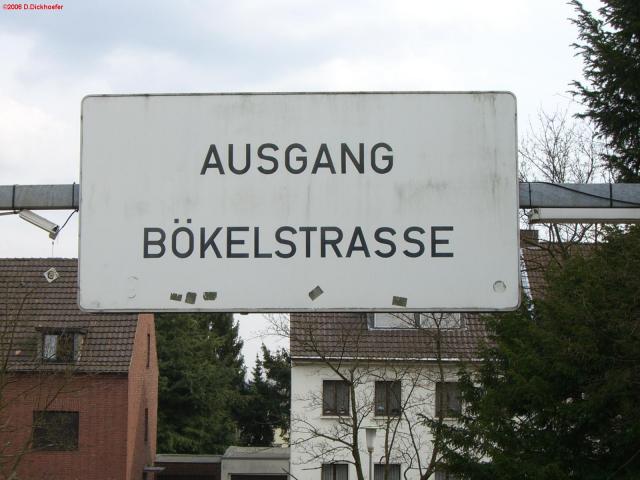 ©2006 D.Dickhoefer
AUSGANG
BÖKELSTRASSE